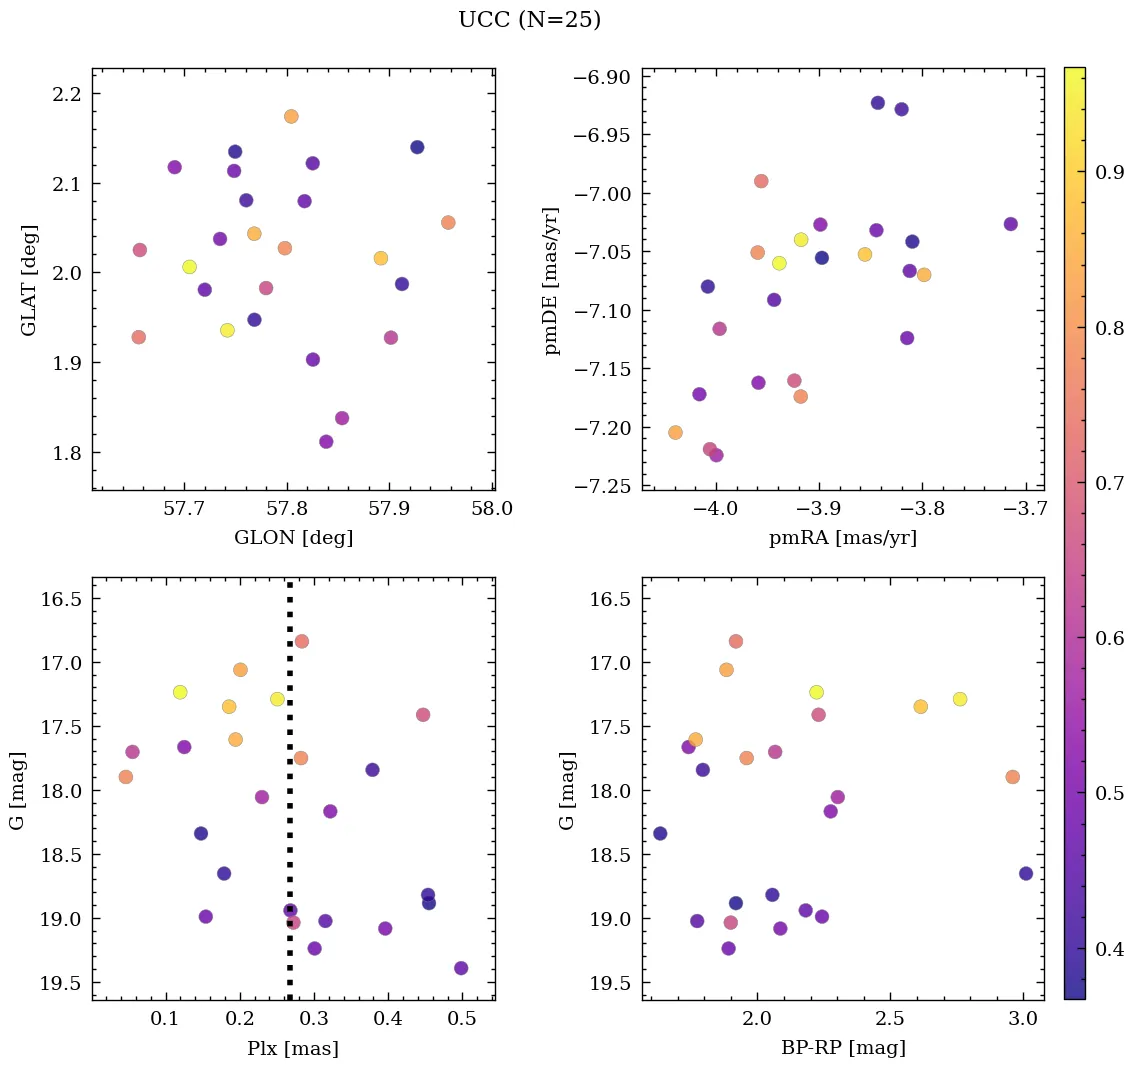 UCC (N=25)
2.2
2.1
2.0
1.9
1.8
GLAT [deg]
57.7 57.8 57.9 58.0
GLON [deg]
−6.90
−6.95
−7.00
−7.05
−7.10
−7.15
−7.20
−7.25
pmDE [mas/yr]
−4.0 −3.9 −3.8 −3.7
pmRA [mas/yr]
16.5
17.0
17.5
18.0
18.5
19.0
19.5
G [mag]
0.1 0.2 0.3 0.4 0.5
Plx [mas]
16.5
17.0
17.5
18.0
18.5
19.0
19.5
G [mag]
2.0 2.5 3.0
BP-RP [mag]
0.9
0.8
0.7
0.6
0.5
0.4